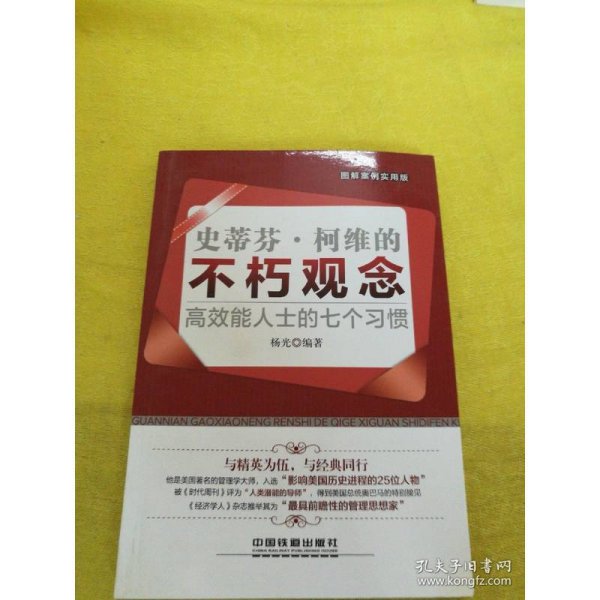 图解案例实用版
史蒂芬·柯维的
不朽观念
高效能人士的七个习惯
杨光◎编著
GUANNIAN GAOXIAONENG RENSHI DE QIGE XIGUAN SHIDIFEN K
与精英为伍，与经典同行
他是美国著名的管理学大师，入选“影响美国历史进程的25位人物”
被《时代周刊》评为“人类潜能的导师”，得到美国总统奥巴马的特别接见
《经济学人》杂志推举其为“最具前瞻性的管理思想家”
中国铁道出版社
CHINA RAILWAY PUBLISHING HOUSE
孔夫子旧书网
www.kongfz.com